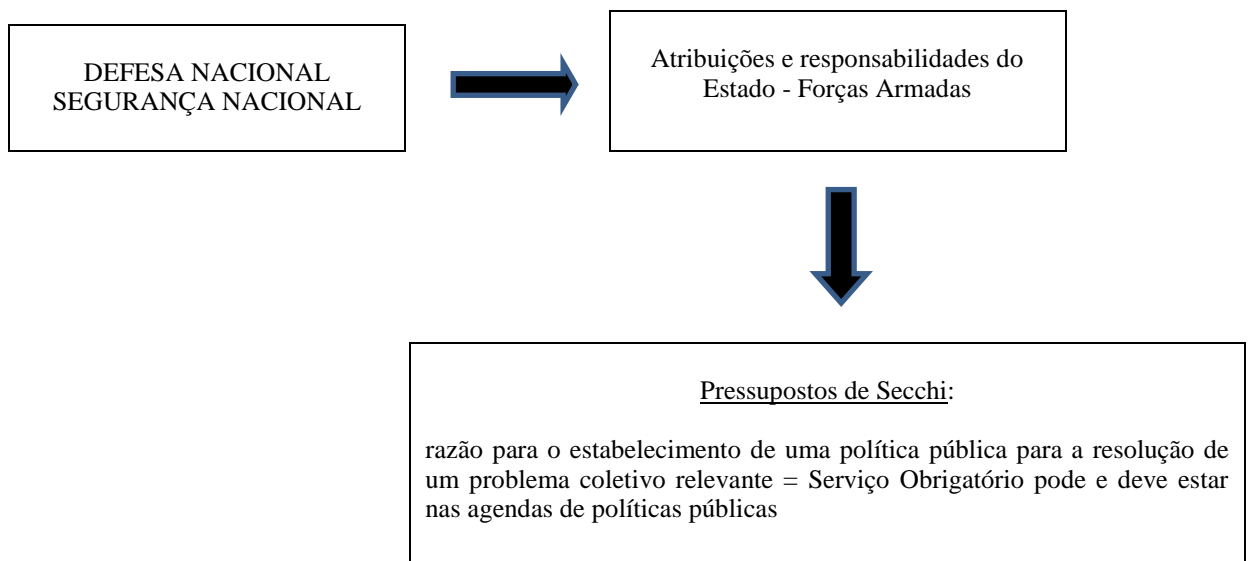 DEFESA NACIONAL
SEGURANÇA NACIONAL
Atribuições e responsabilidades do
Estado - Forças Armadas
Pressupostos de Secchi:
razão para o estabelecimento de uma política pública para a resolução de
um problema coletivo relevante = Serviço Obrigatório pode e deve estar
nas agendas de políticas públicas